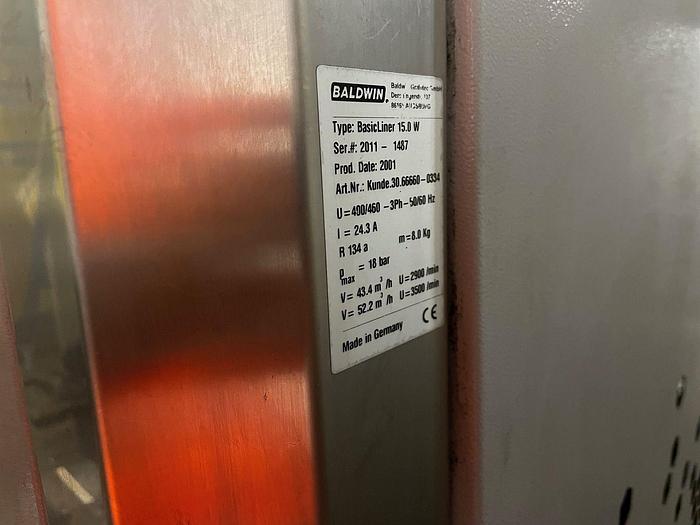 BALDWIN
Type: BasicLiner 15.0 W
Ser.#: 2011 - 1487
Prod. Date: 2001
Art.Nr.: Kunde.30.66660-0334
U=400/460 -3Ph-50/60 Hz
I = 24.3 A
R 134 a m=8.0 Kg
p max = 18 bar
V= 43.4 m³/h U=2900 /min
V= 52.2 m³/h U=3500 /min
Made in Germany CE